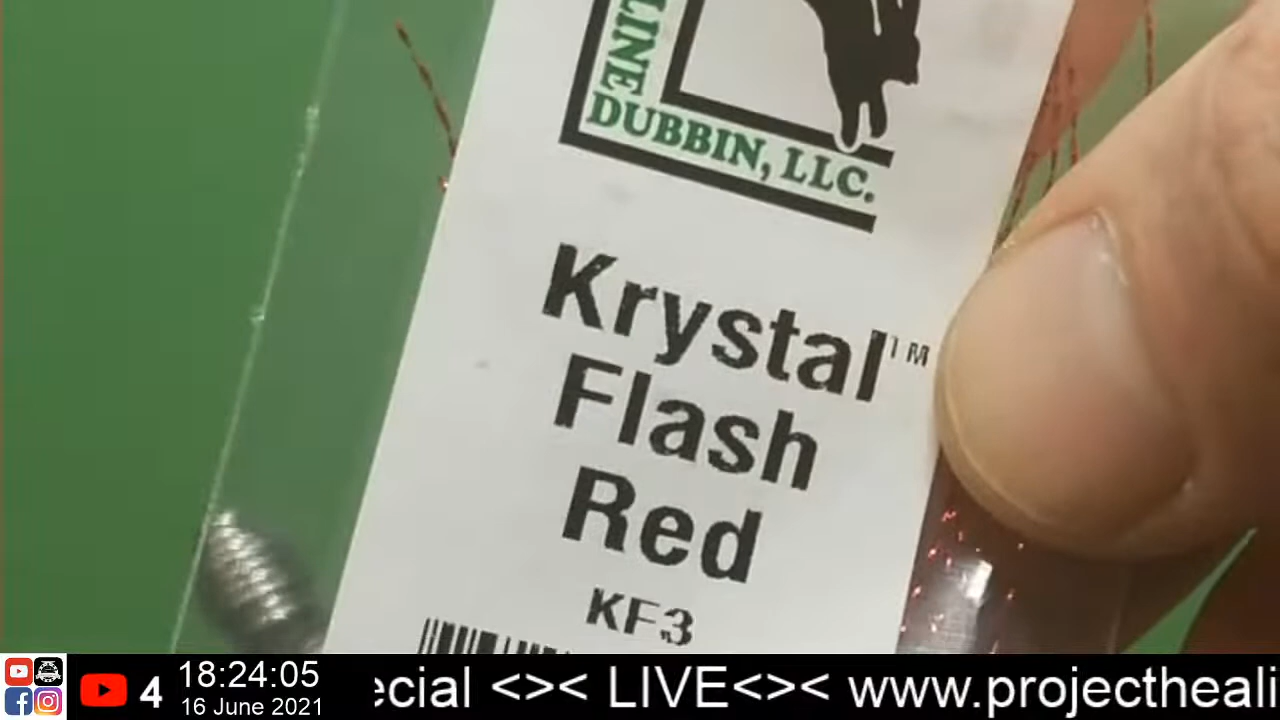 LINE
DUBBIN, LLC.
Krystal™
Flash
Red
KF3
4
18:24:05
16 June 2021
ecial <>< LIVE<>< www.projectheali